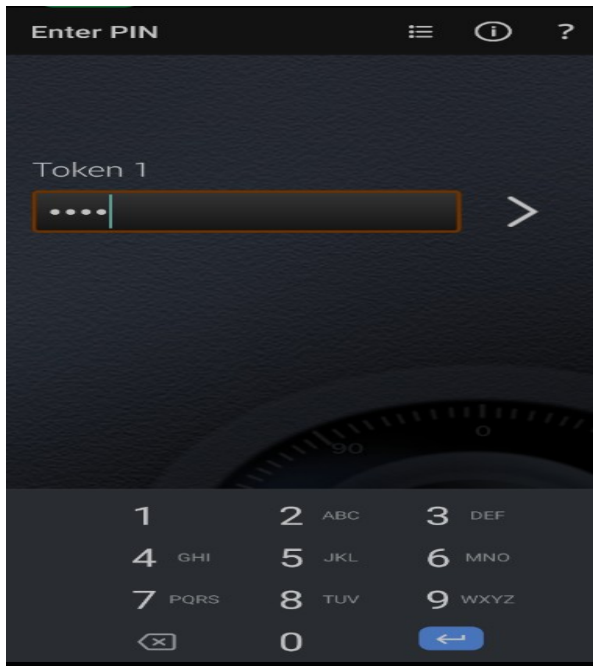 Enter PIN ?
Token 1
••••
90 0
1 2 ABC 3 DEF
4 GHI 5 JKL 6 MNO
7 PQRS 8 TUV 9 WXYZ
0